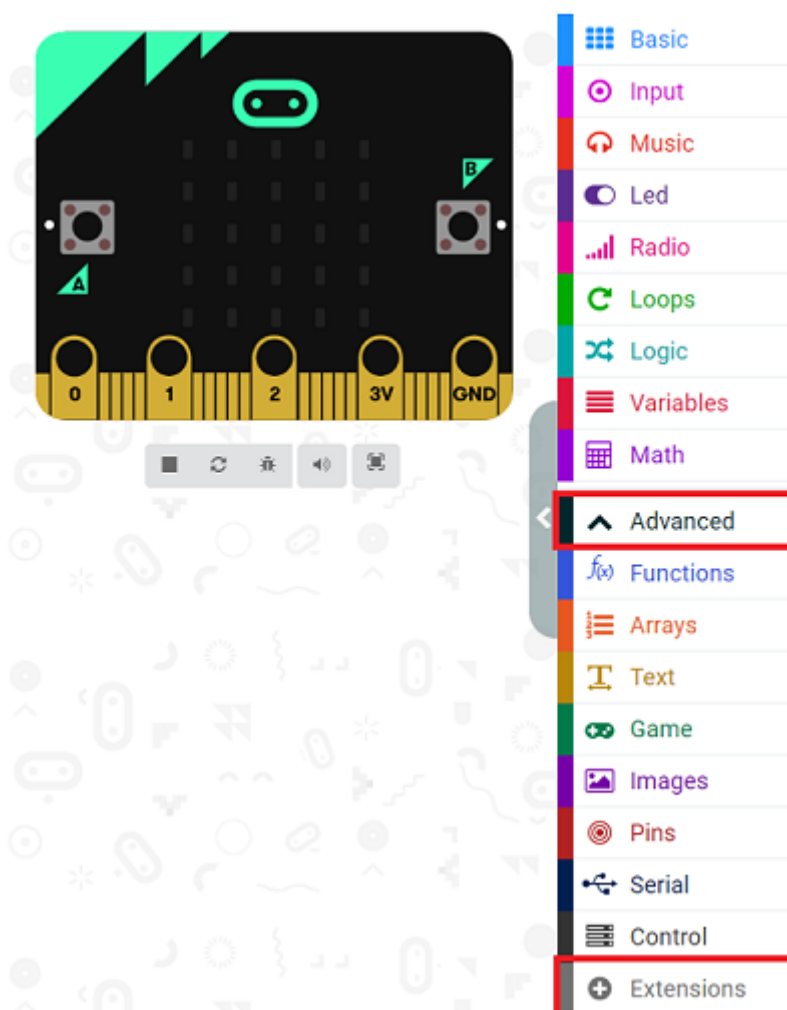 B
A
0
1
2
3V
GND
Basic
Input
Music
Led
Radio
Loops
Logic
Variables
Math
Advanced
f(x) Functions
Arrays
T Text
Game
Images
Pins
Serial
Control
Extensions